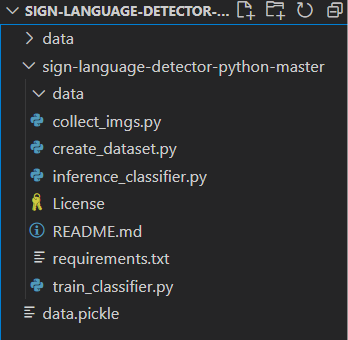 SIGN-LANGUAGE-DETECTOR-...
data
sign-language-detector-python-master
data
collect_imgs.py
create_dataset.py
inference_classifier.py
License
README.md
requirements.txt
train_classifier.py
data.pickle